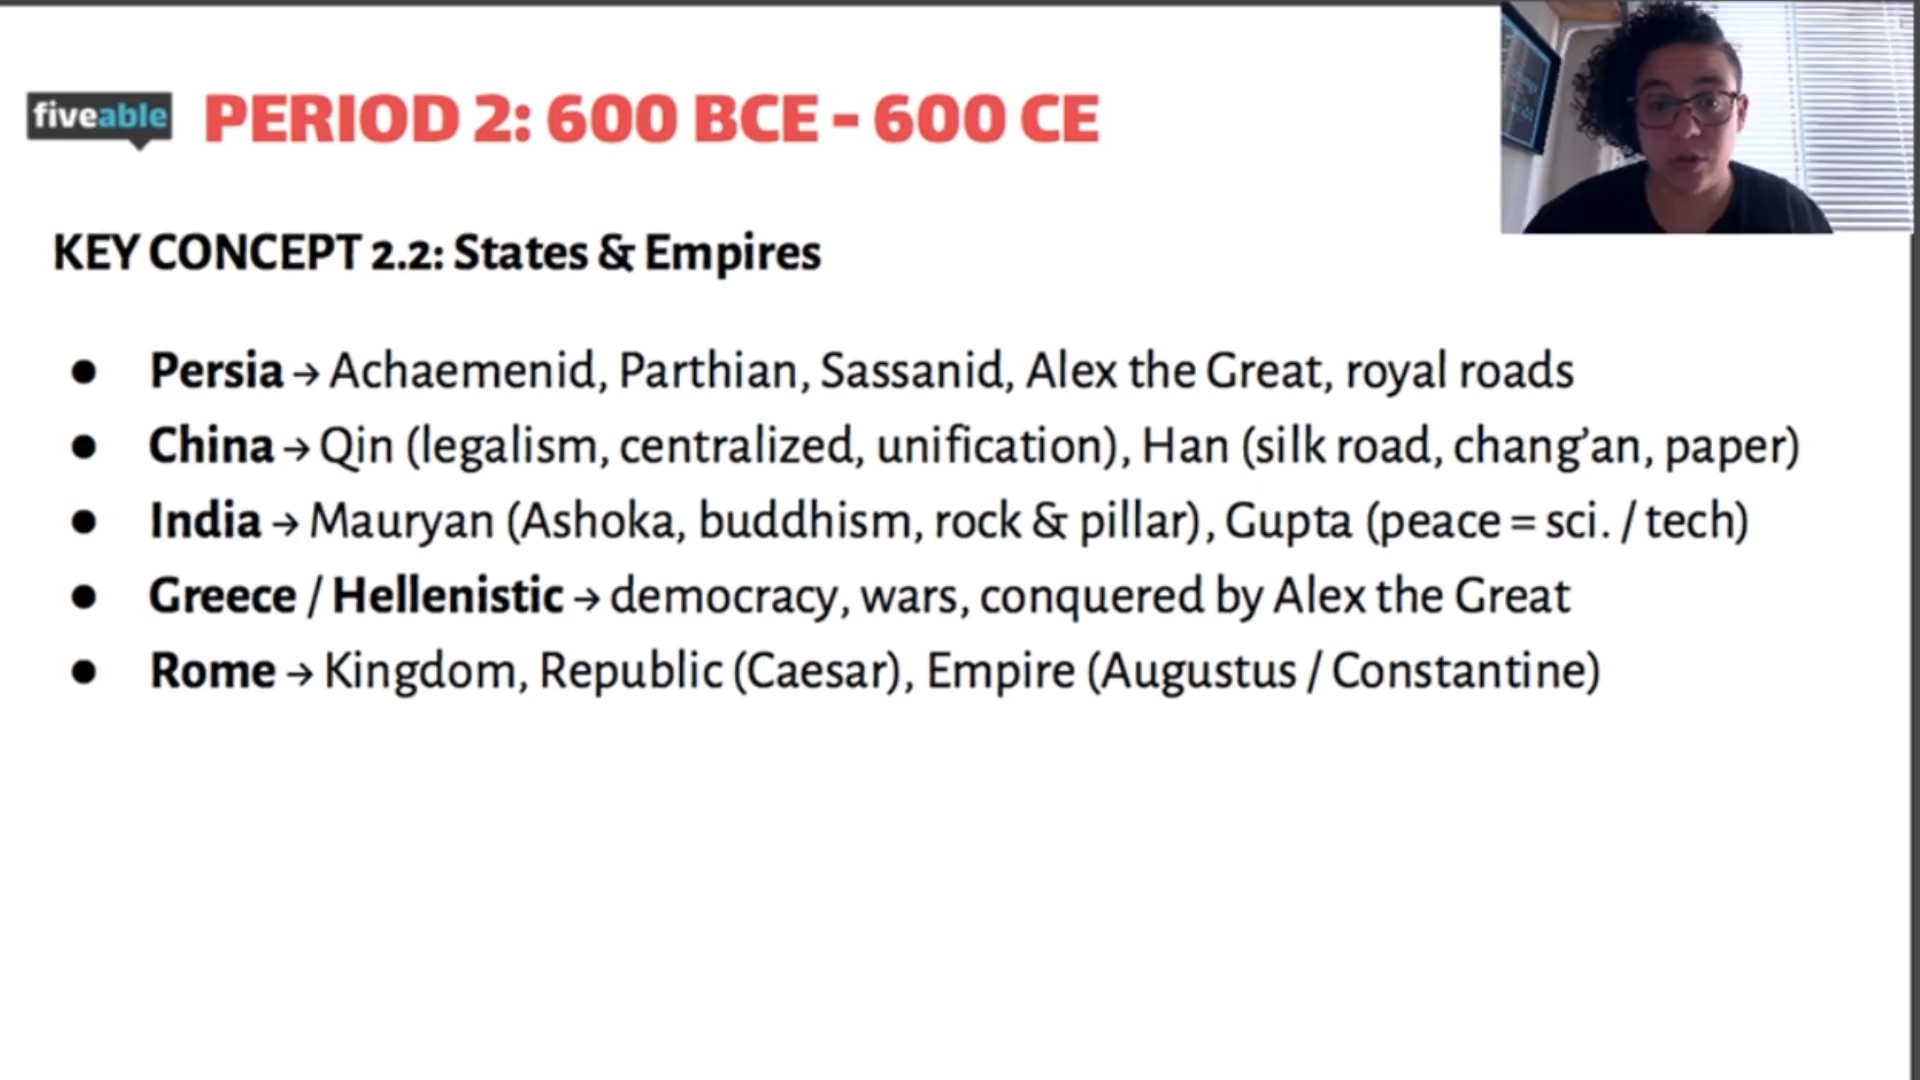 fiveable PERIOD 2: 600 BCE - 600 CE
KEY CONCEPT 2.2: States & Empires
● Persia → Achaemenid, Parthian, Sassanid, Alex the Great, royal roads
● China → Qin (legalism, centralized, unification), Han (silk road, chang’an, paper)
● India → Mauryan (Ashoka, buddhism, rock & pillar), Gupta (peace = sci. / tech)
● Greece / Hellenistic → democracy, wars, conquered by Alex the Great
● Rome → Kingdom, Republic (Caesar), Empire (Augustus / Constantine)